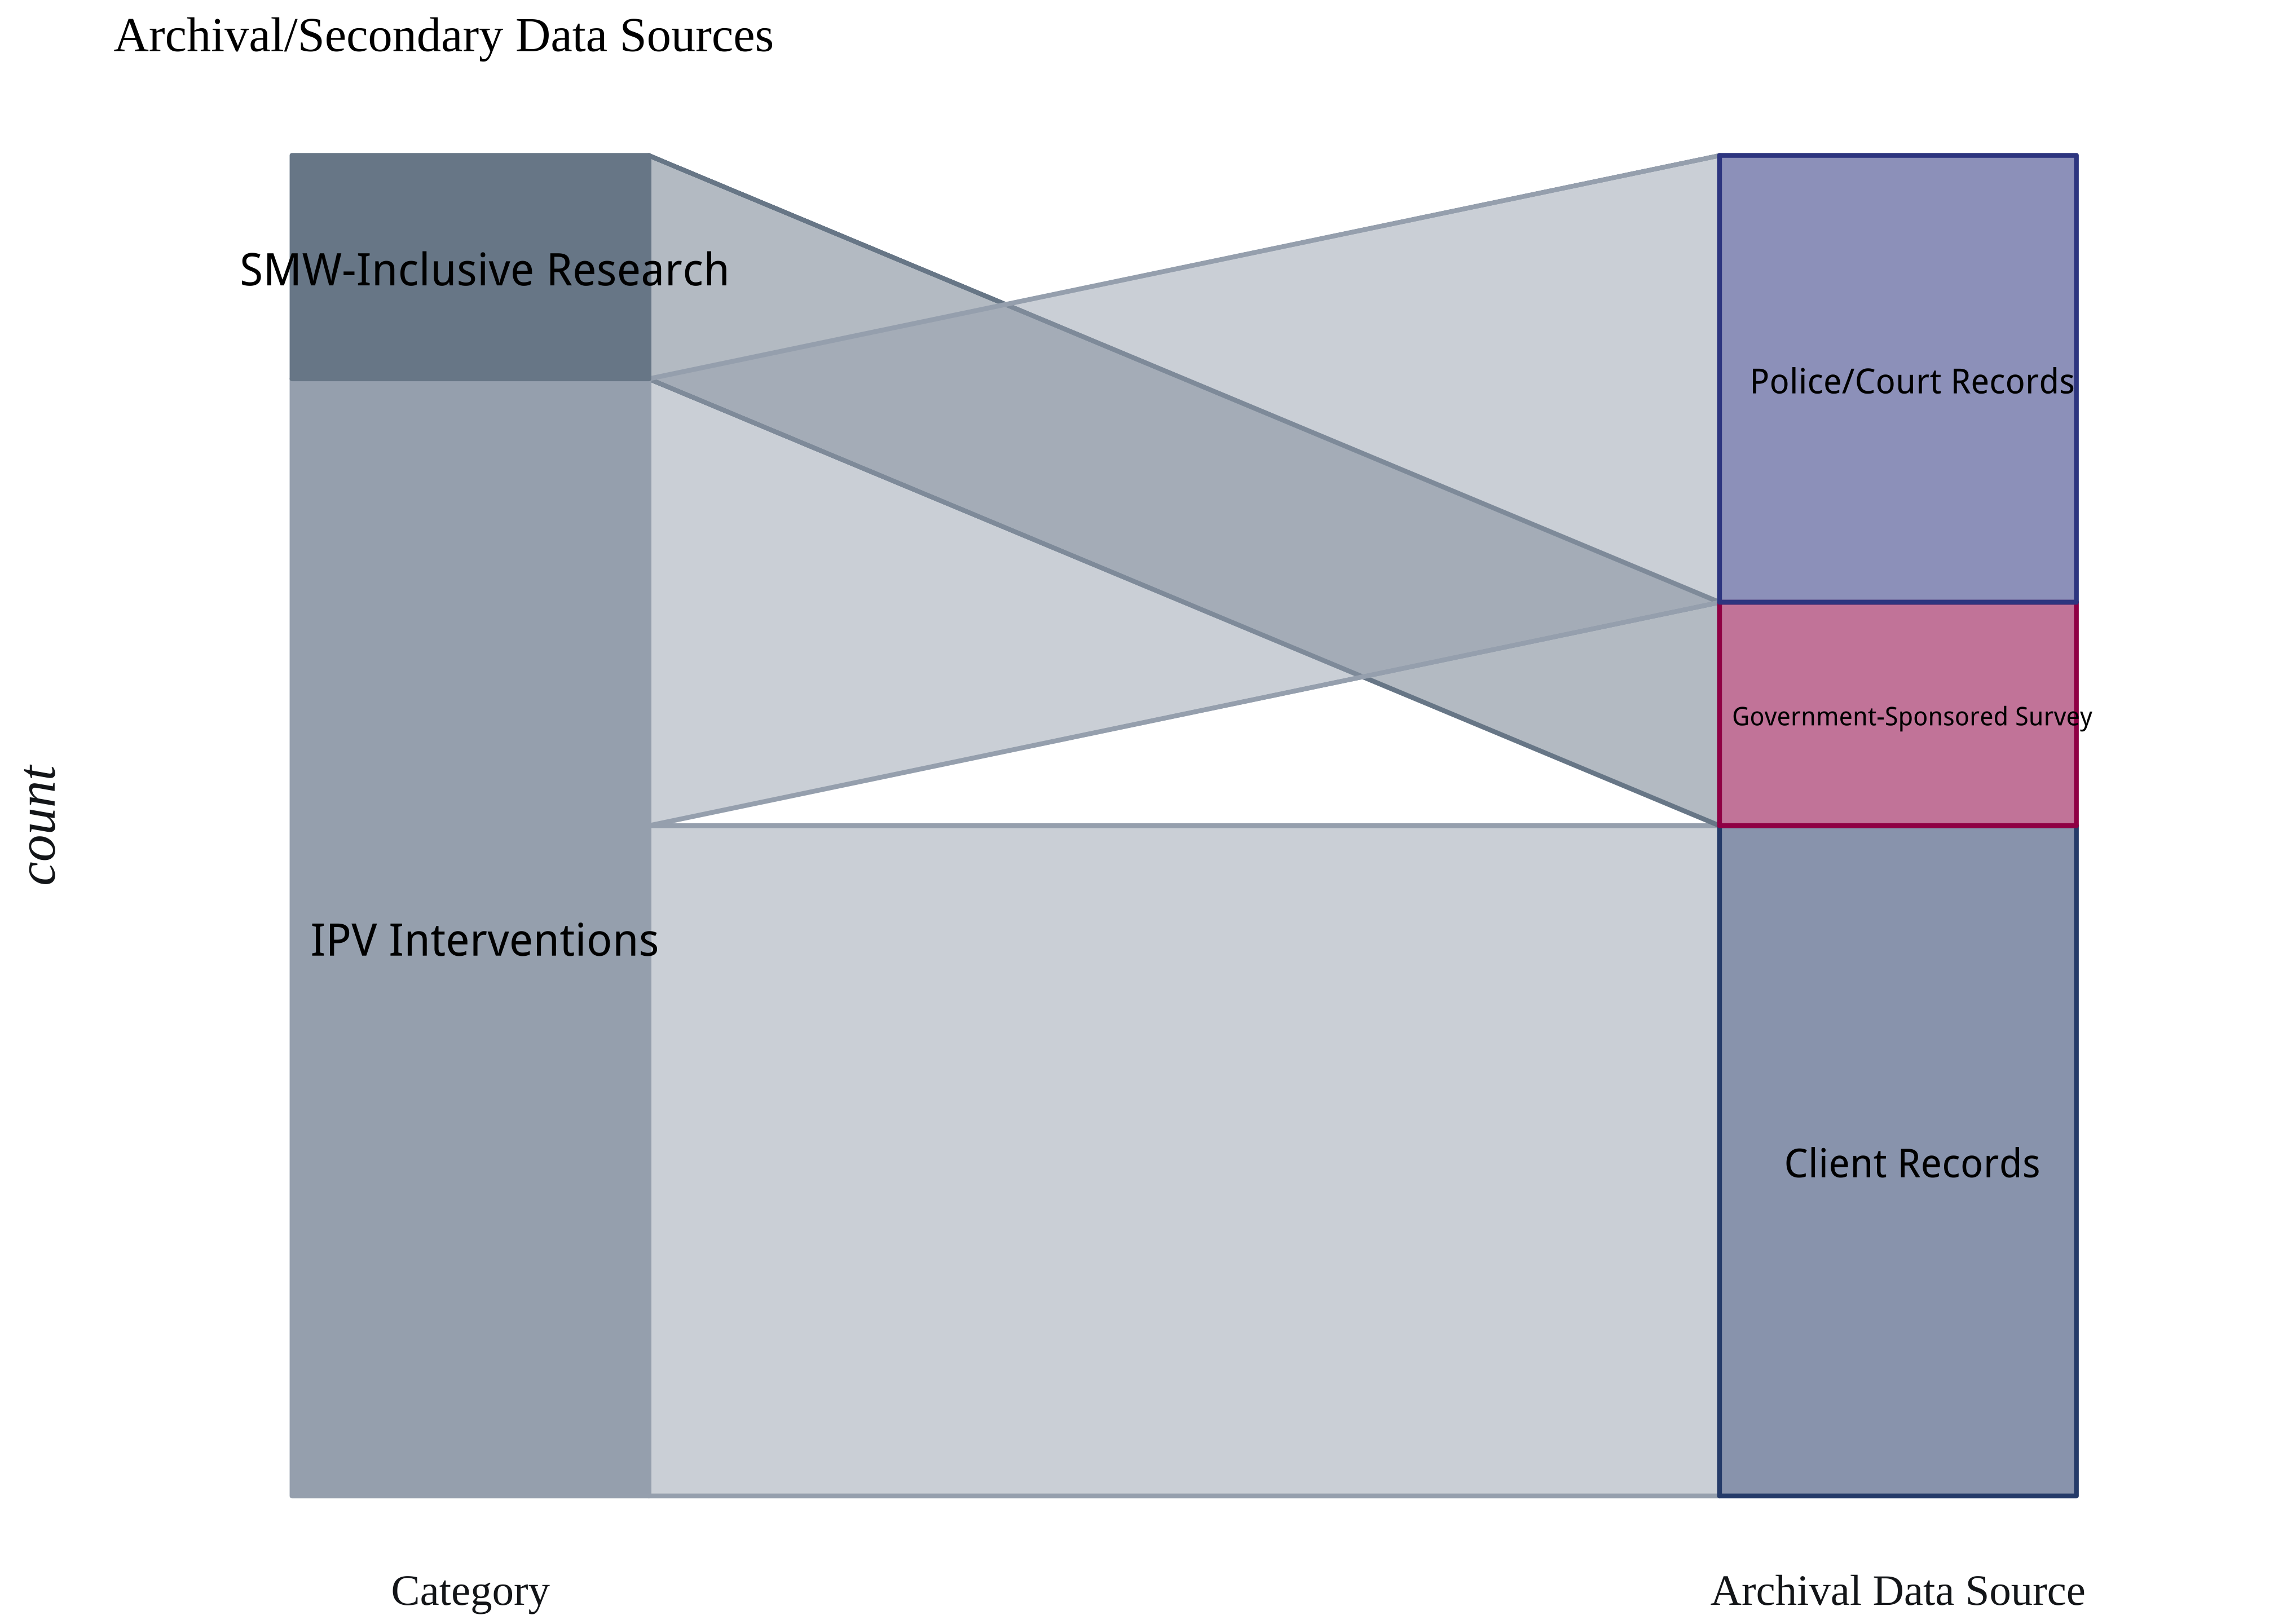 Archival/Secondary Data Sources
SMW-Inclusive Research
Police/Court Records
Government-Sponsored Survey
count
IPV Interventions
Client Records
Category
Archival Data Source